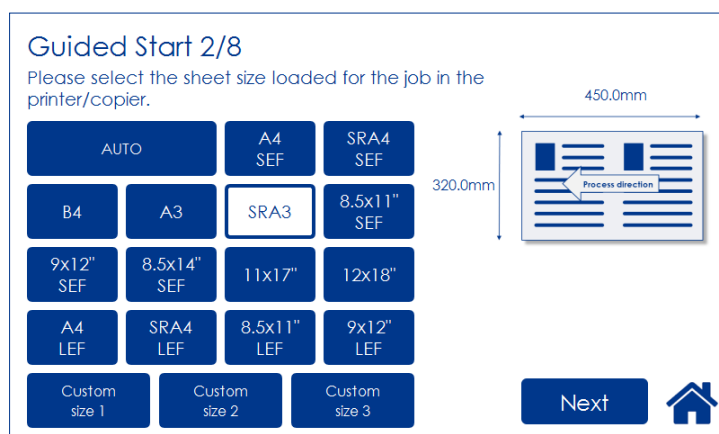 Guided Start 2/8
Please select the sheet size loaded for the job in the
printer/copier.
450.0mm
320.0mm
Process direction
AUTO
A4
SEF
SRA4
SEF
B4
A3
SRA3
8.5x11"
SEF
9x12"
SEF
8.5x14"
SEF
11x17"
12x18"
A4
LEF
SRA4
LEF
8.5x11"
LEF
9x12"
LEF
Custom
size 1
Custom
size 2
Custom
size 3
Next